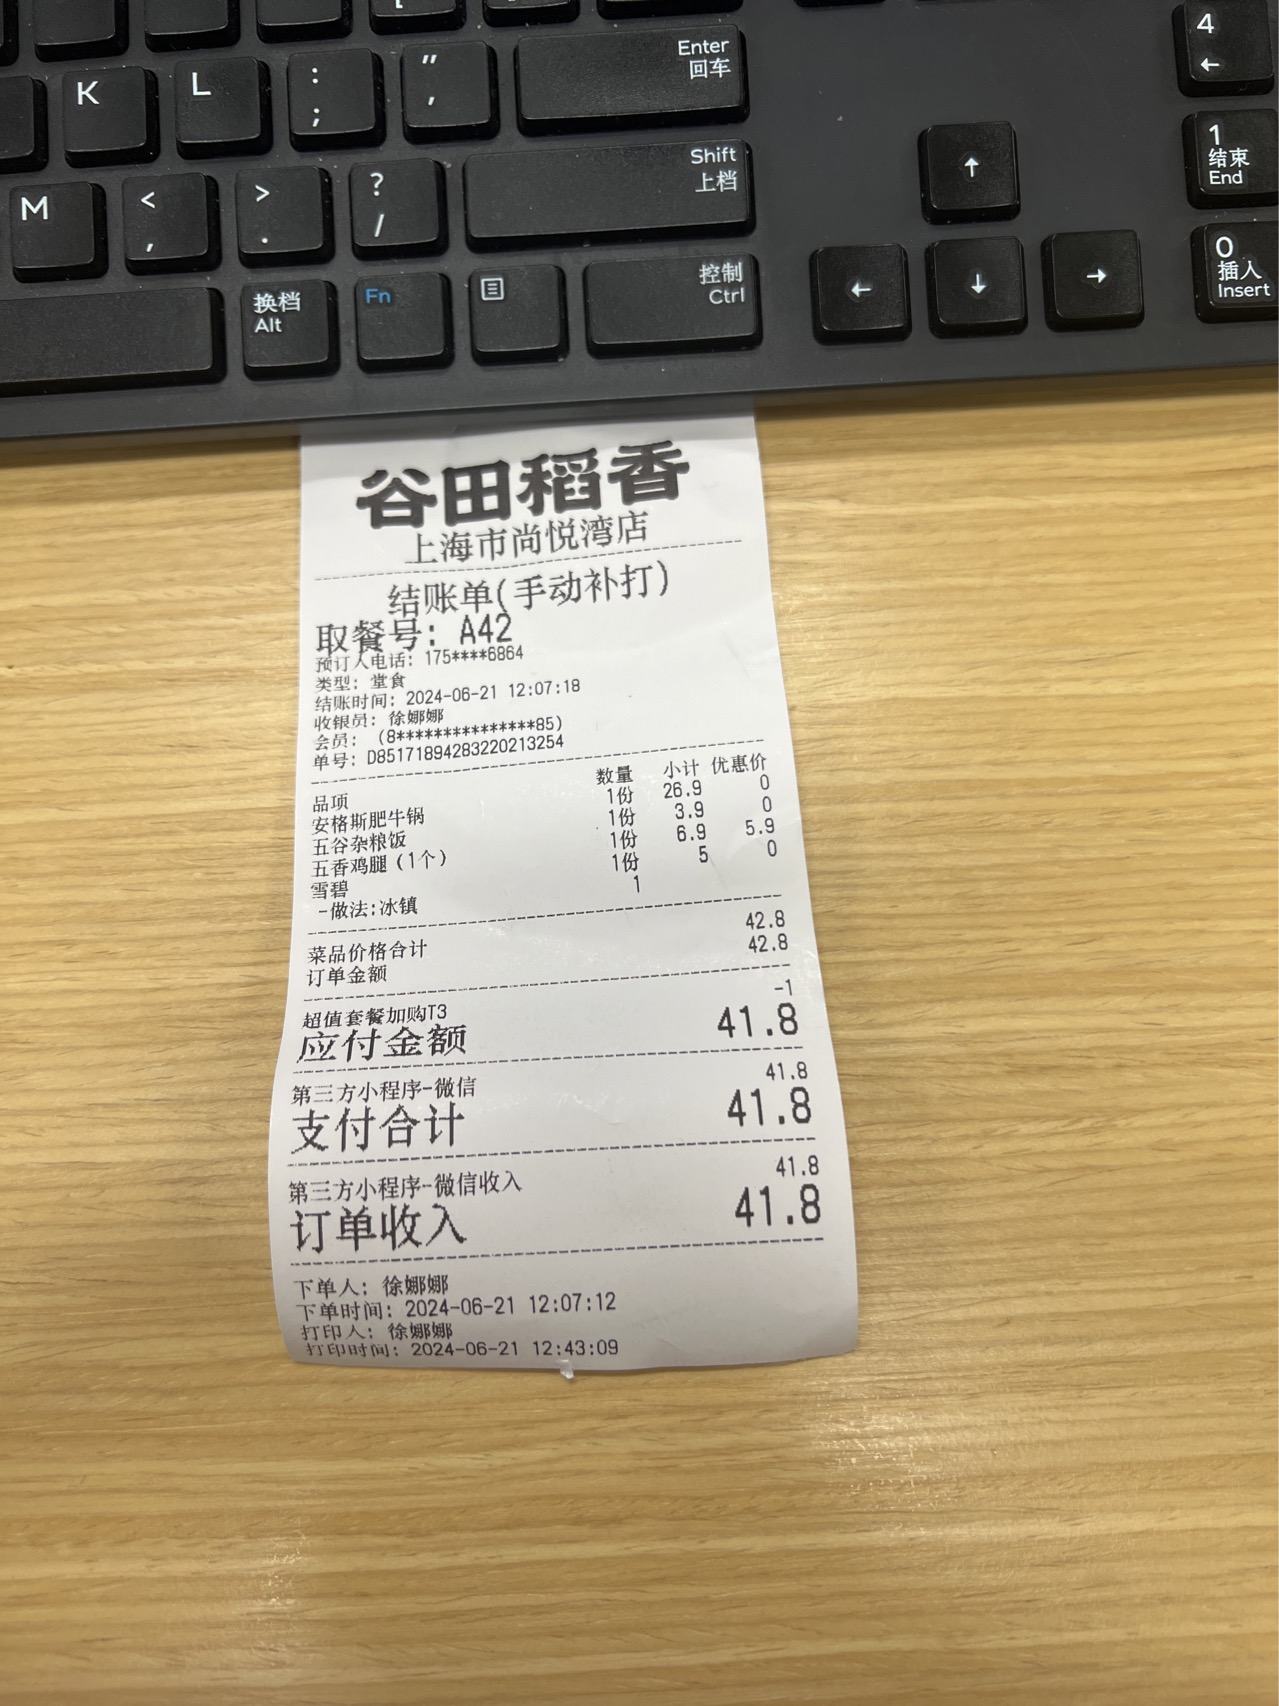 [
K L : ; " , Enter 回车
4 ←
M < , > . ? / Shift 上档
↑
1 结束 End
换档 Alt Fn 控制 Ctrl
← ↓ →
0 插入 Insert
谷田稻香
上海市尚悦湾店
结账单(手动补打)
取餐号: A42
预订人电话: 175****6864
类型: 堂食
结账时间: 2024-06-21 12:07:18
收银员: 徐娜娜
会员: (8***************85)
单号: D85171894283220213254
品项 数量 小计 优惠价
安格斯肥牛锅 1份 26.9 0
五谷杂粮饭 1份 3.9 0
五香鸡腿(1个) 1份 6.9 5.9
雪碧 1份 5 0
-做法:冰镇 1
菜品价格合计 42.8
订单金额 42.8
超值套餐加购T3 -1
应付金额 41.8
第三方小程序-微信 41.8
支付合计 41.8
第三方小程序-微信收入 41.8
订单收入 41.8
下单人: 徐娜娜
下单时间: 2024-06-21 12:07:12
打印人: 徐娜娜
打印时间: 2024-06-21 12:43:09